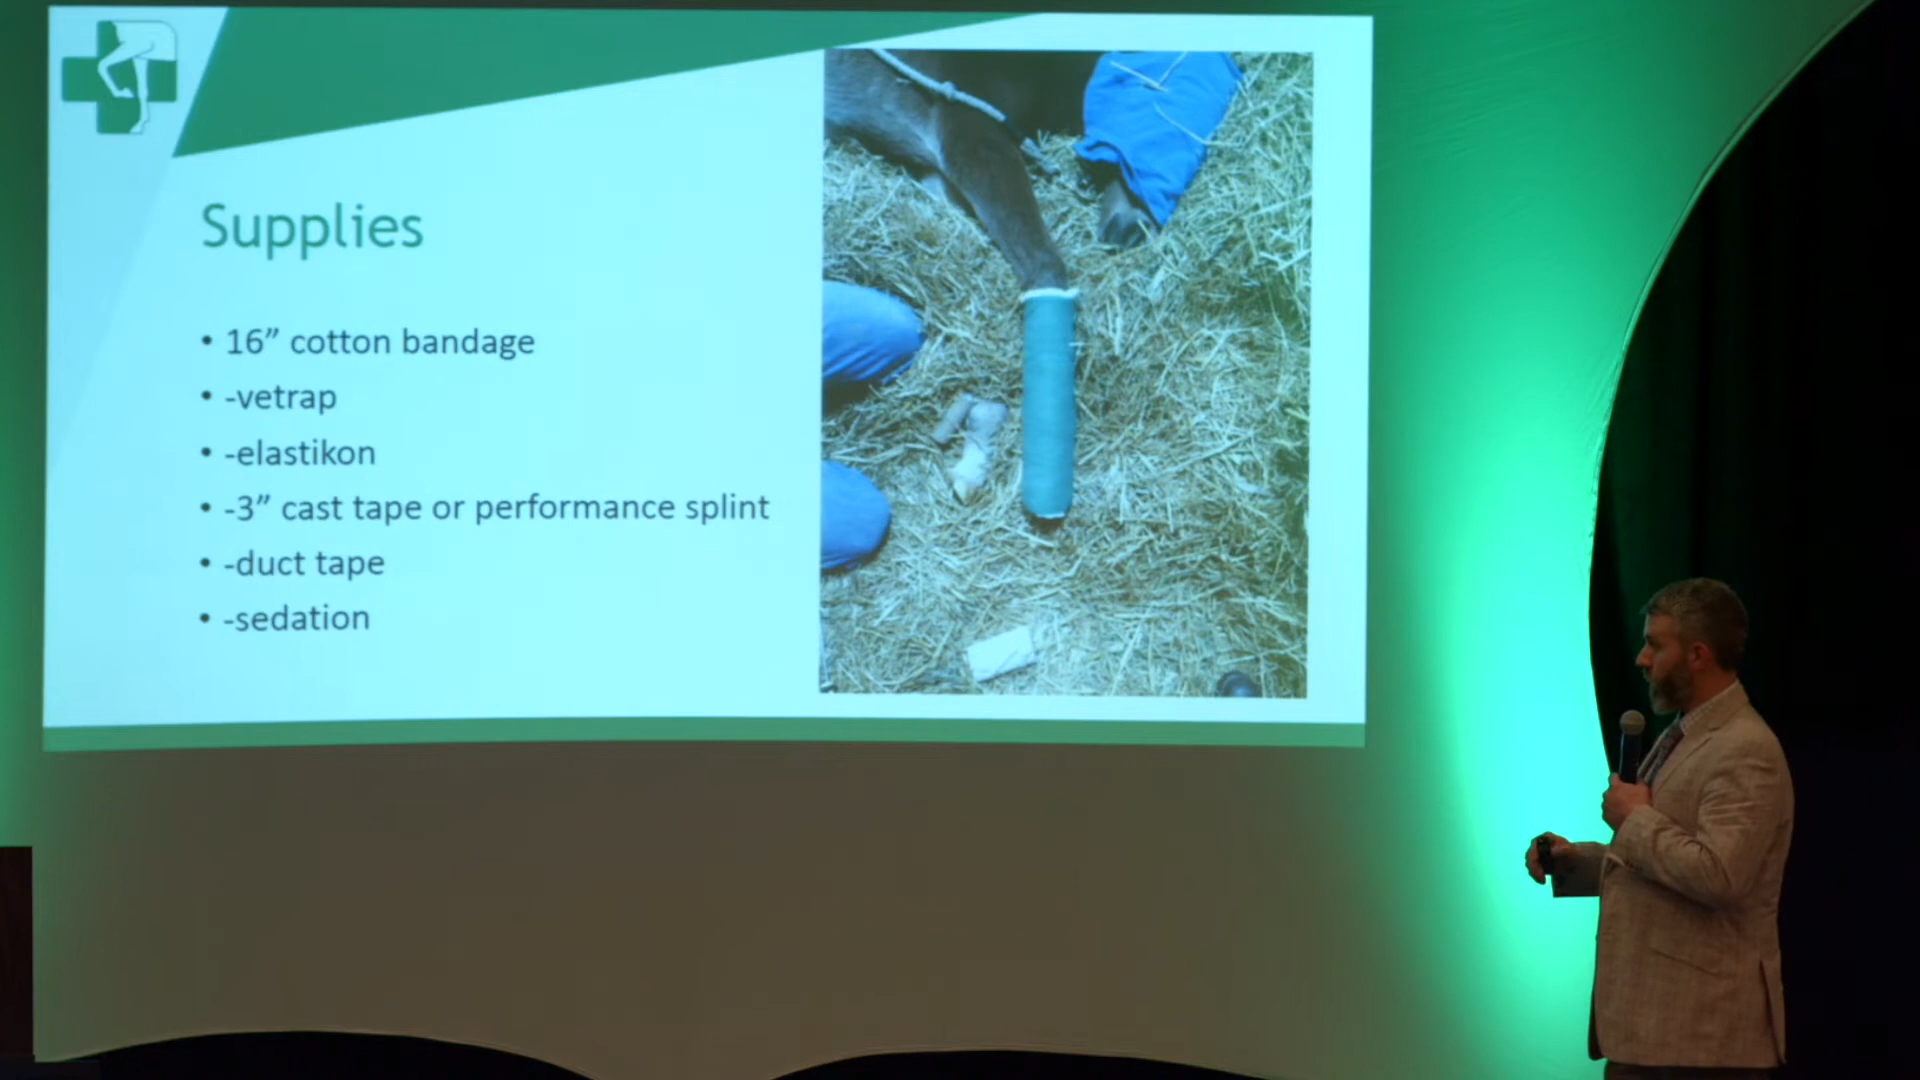 Supplies
• 16” cotton bandage
• -vetrap
• -elastikon
• -3” cast tape or performance splint
• -duct tape
• -sedation